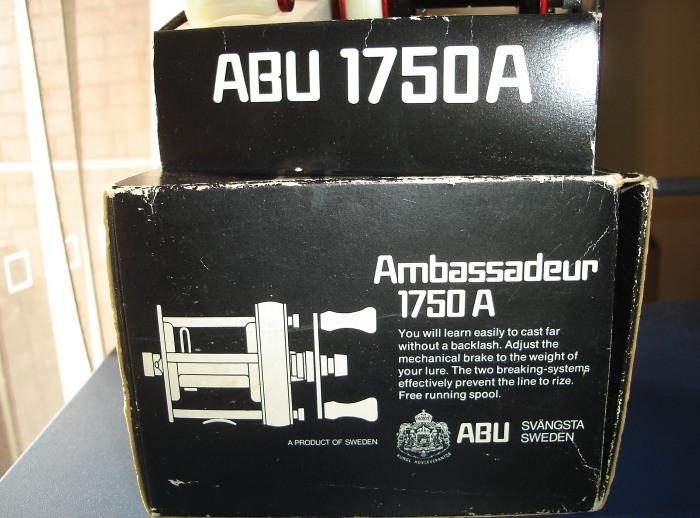 ABU 1750A
Ambassadeur
1750 A
You will learn easily to cast far
without a backlash. Adjust the
mechanical brake to the weight of
your lure. The two breaking-systems
effectively prevent the line to rize.
Free running spool.
A PRODUCT OF SWEDEN
KUNGL HOVLEVERANTÖR
ABU
SVÄNGSTA
SWEDEN